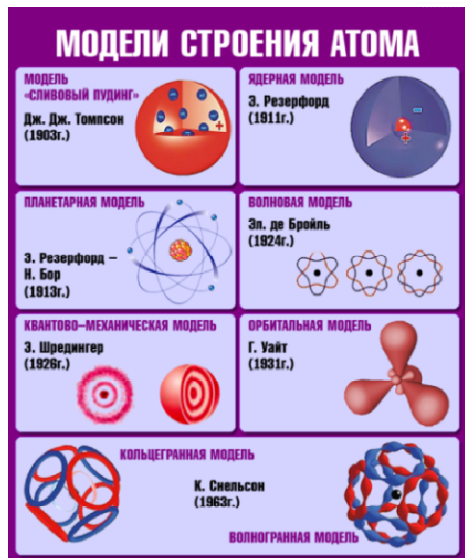 МОДЕЛИ СТРОЕНИЯ АТОМА
МОДЕЛЬ
«СЛИВОВЫЙ ПУДИНГ»
Дж. Дж. Томпсон
(1903г.)
+
ЯДЕРНАЯ МОДЕЛЬ
Э. Резерфорд
(1911г.)
−
+
ПЛАНЕТАРНАЯ МОДЕЛЬ
Э. Резерфорд –
Н. Бор
(1913г.)
ВОЛНОВАЯ МОДЕЛЬ
Эл. де Бройль
(1924г.)
КВАНТОВО–МЕХАНИЧЕСКАЯ МОДЕЛЬ
Э. Шредингер
(1926г.)
ОРБИТАЛЬНАЯ МОДЕЛЬ
Г. Уайт
(1931г.)
КОЛЬЦЕГРАННАЯ МОДЕЛЬ
К. Снельсон
(1963г.)
ВОЛНОГРАННАЯ МОДЕЛЬ